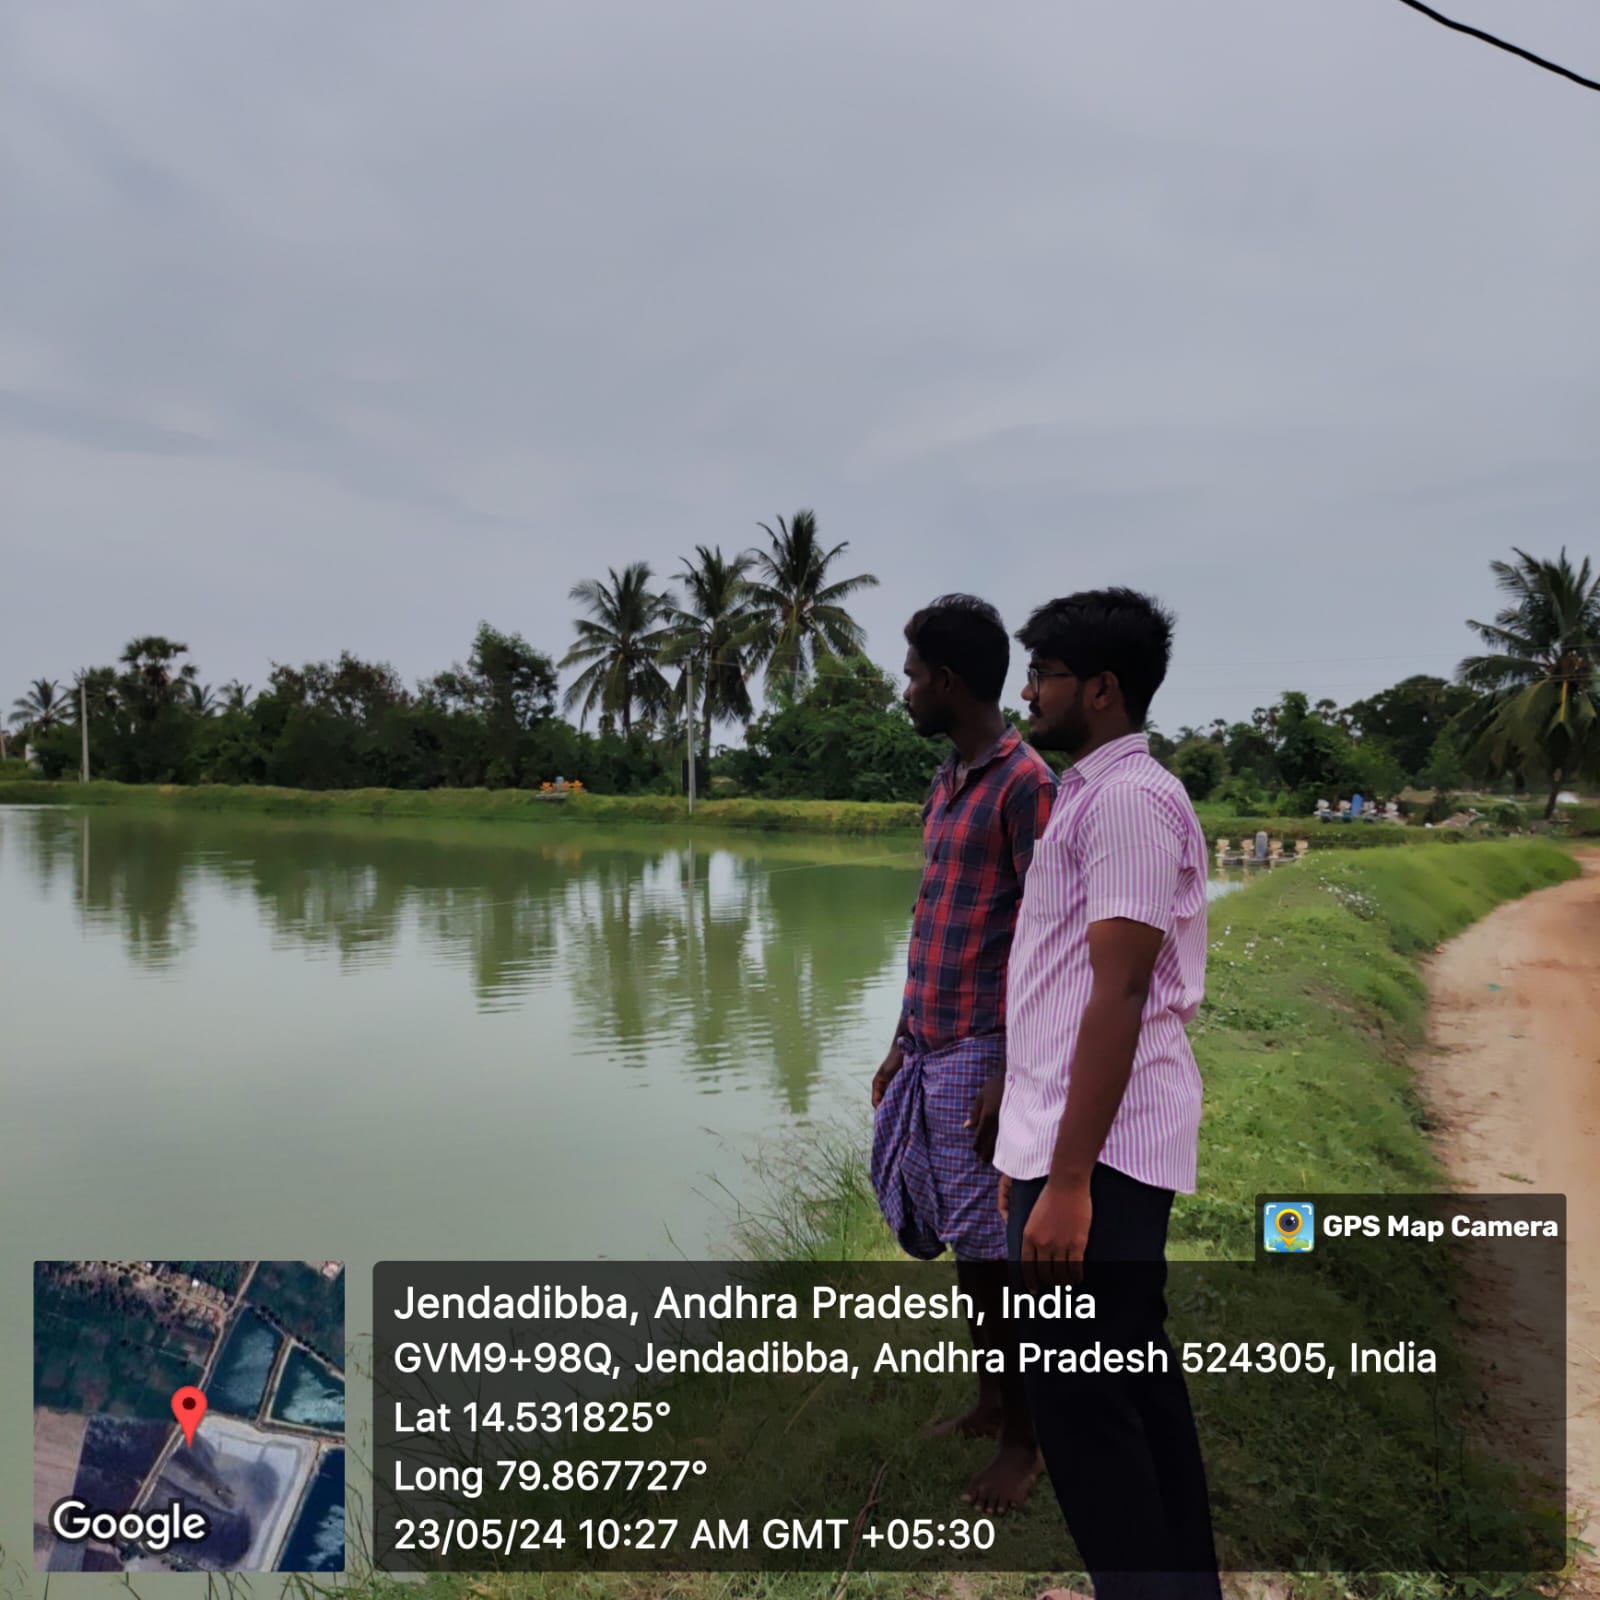 GPS Map Camera
Jendadibba, Andhra Pradesh, India
GVM9+98Q, Jendadibba, Andhra Pradesh 524305, India
Lat 14.531825°
Long 79.867727°
23/05/24 10:27 AM GMT +05:30
Google